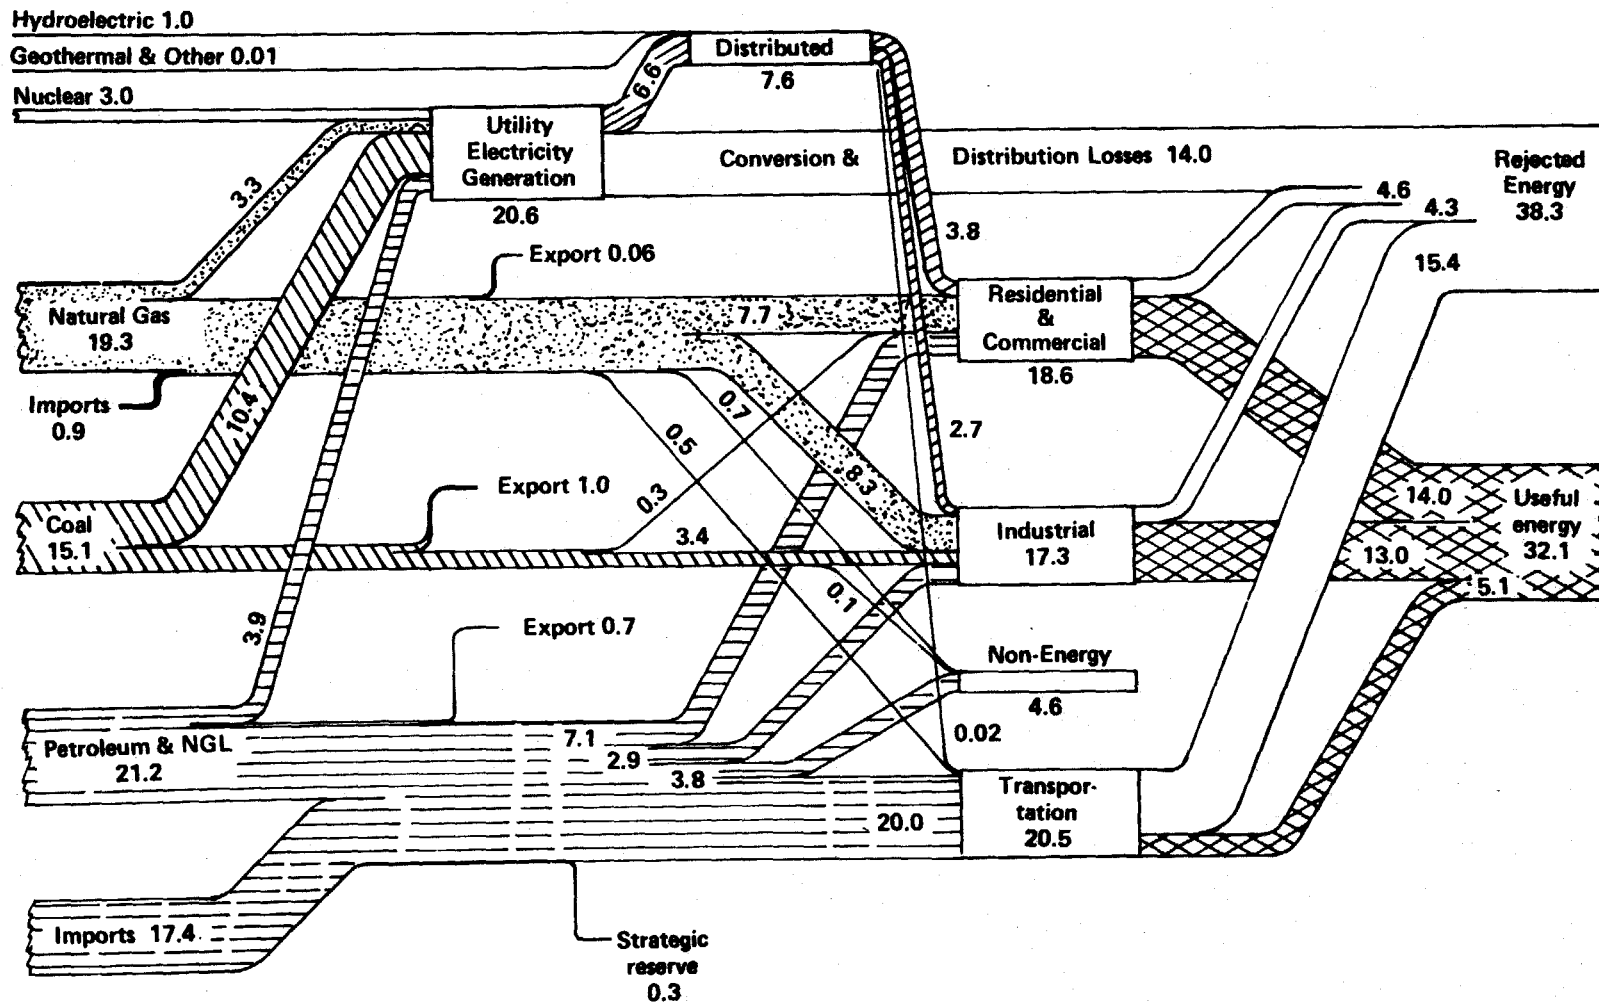 Hydroelectric 1.0
Geothermal & Other 0.01
Nuclear 3.0
Distributed
7.6
6.6
Utility
Electricity
Generation
20.6
Conversion &
Distribution Losses 14.0
Rejected
Energy
38.3
4.6
4.3
15.4
3.3
3.8
Export 0.06
Natural Gas
19.3
7.7
Residential
&
Commercial
18.6
Imports
0.9
10.4
0.7
0.5
2.7
8.3
0.3
Export 1.0
Coal
15.1
3.4
Industrial
17.3
14.0
13.0
5.1
Useful
energy
32.1
3.9
0.1
Export 0.7
Non-Energy
4.6
0.02
Petroleum & NGL
21.2
7.1
2.9
3.8
20.0
Transpor-
tation
20.5
Imports 17.4
Strategic
reserve
0.3